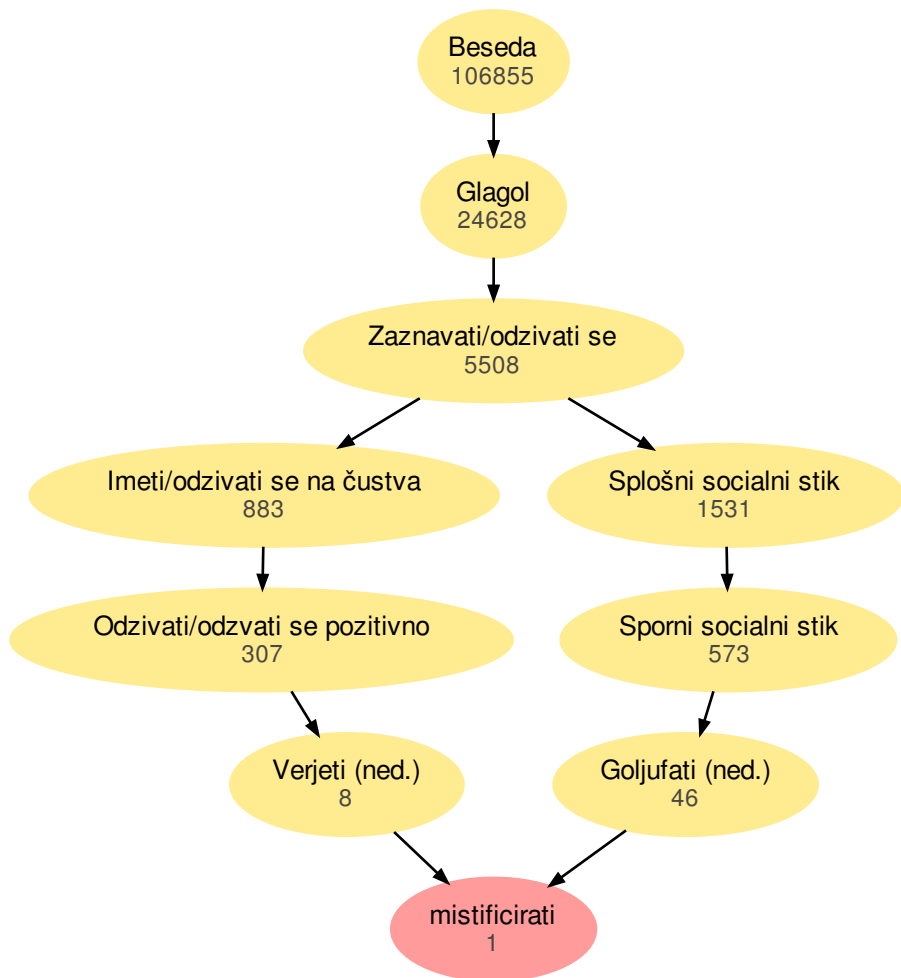 Beseda
106855
Glagol
24628
Zaznavati/odzivati se
5508
Imeti/odzivati se na čustva
883
Splošni socialni stik
1531
Odzivati/odzvati se pozitivno
307
Sporni socialni stik
573
Verjeti (ned.)
8
Goljufati (ned.)
46
mistificirati
1